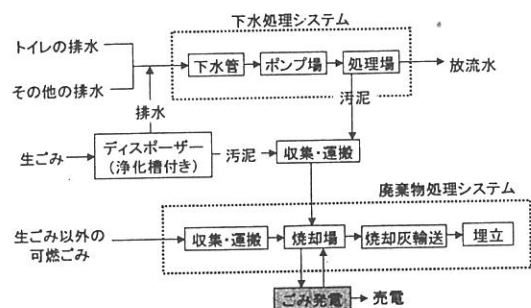 下水処理システム
トイレの排水
下水管
ポンプ場
処理場
放流水
その他の排水
排水
汚泥
生ごみ
ディスポーザー
(浄化槽付き)
汚泥
収集・運搬
廃棄物処理システム
生ごみ以外の
可燃ごみ
収集・運搬
焼却場
焼却灰輸送
埋立
ごみ発電
売電